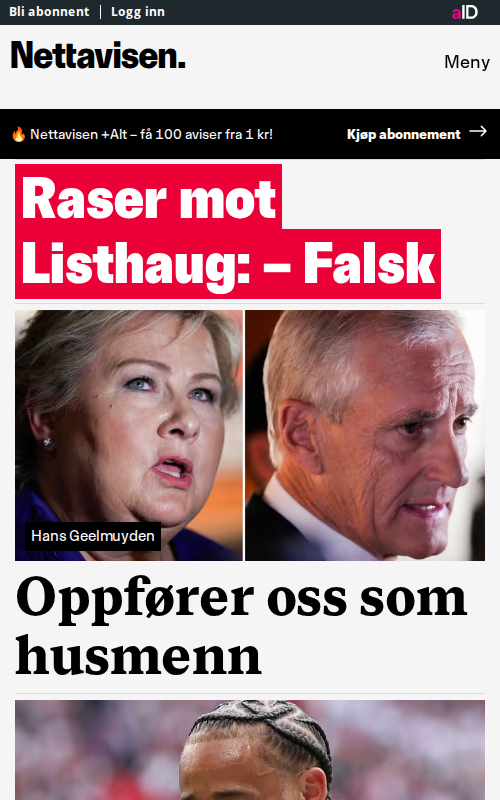 Bli abonnent | Logg inn
aID
Nettavisen.
Meny
🔥 Nettavisen +Alt – få 100 aviser fra 1 kr!
Kjøp abonnement →
Raser mot
Listhaug: – Falsk
Hans Geelmuyden
Oppfører oss som
husmenn